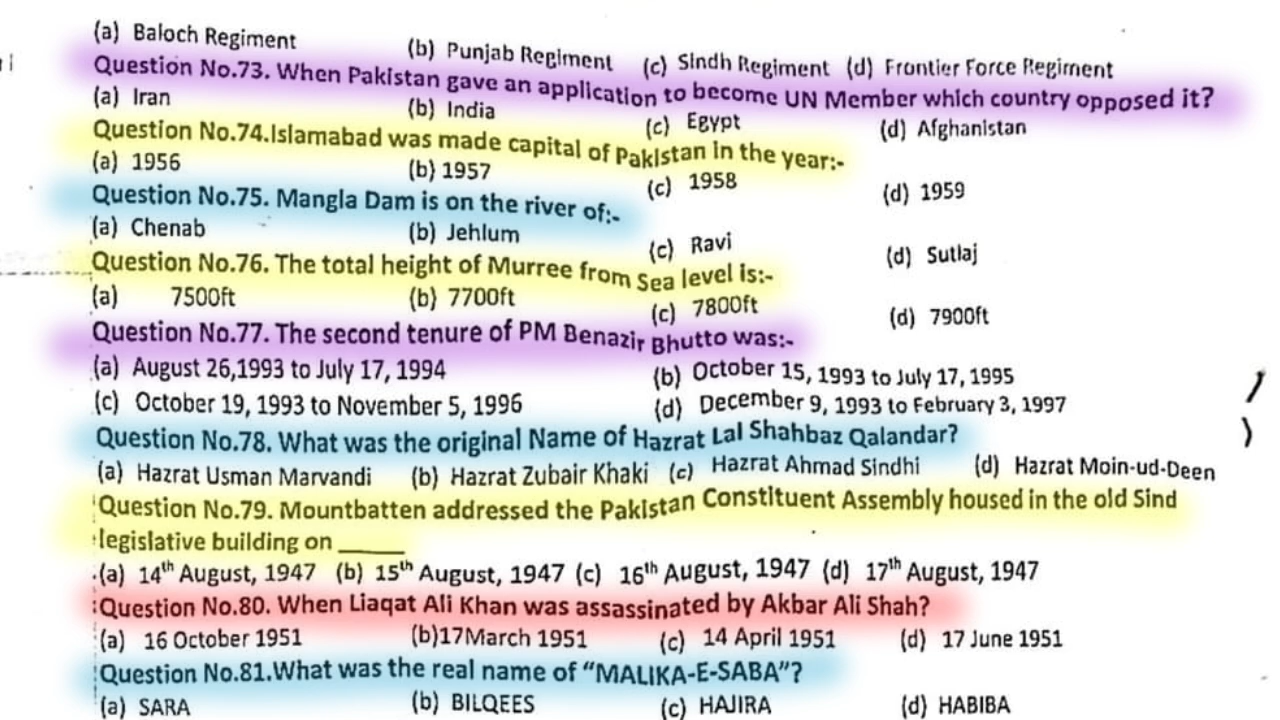 (a) Baloch Regiment (b) Punjab Regiment (c) Sindh Regiment (d) Frontier Force Regiment
Question No.73. When Pakistan gave an application to become UN Member which country opposed it?
(a) Iran (b) India (c) Egypt (d) Afghanistan
Question No.74.Islamabad was made capital of Pakistan in the year:-
(a) 1956 (b) 1957 (c) 1958 (d) 1959
Question No.75. Mangla Dam is on the river of:-
(a) Chenab (b) Jehlum (c) Ravi (d) Sutlaj
Question No.76. The total height of Murree from Sea level is:-
(a) 7500ft (b) 7700ft (c) 7800ft (d) 7900ft
Question No.77. The second tenure of PM Benazir Bhutto was:-
(a) August 26,1993 to July 17, 1994 (b) October 15, 1993 to July 17, 1995
(c) October 19, 1993 to November 5, 1996 (d) December 9, 1993 to February 3, 1997
Question No.78. What was the original Name of Hazrat Lal Shahbaz Qalandar?
(a) Hazrat Usman Marvandi (b) Hazrat Zubair Khaki (c) Hazrat Ahmad Sindhi (d) Hazrat Moin-ud-Deen
Question No.79. Mountbatten addressed the Pakistan Constituent Assembly housed in the old Sind
legislative building on ______
(a) 14th August, 1947 (b) 15th August, 1947 (c) 16th August, 1947 (d) 17th August, 1947
Question No.80. When Liaqat Ali Khan was assassinated by Akbar Ali Shah?
(a) 16 October 1951 (b)17March 1951 (c) 14 April 1951 (d) 17 June 1951
Question No.81.What was the real name of “MALIKA-E-SABA”?
(a) SARA (b) BILQEES (c) HAJIRA (d) HABIBA